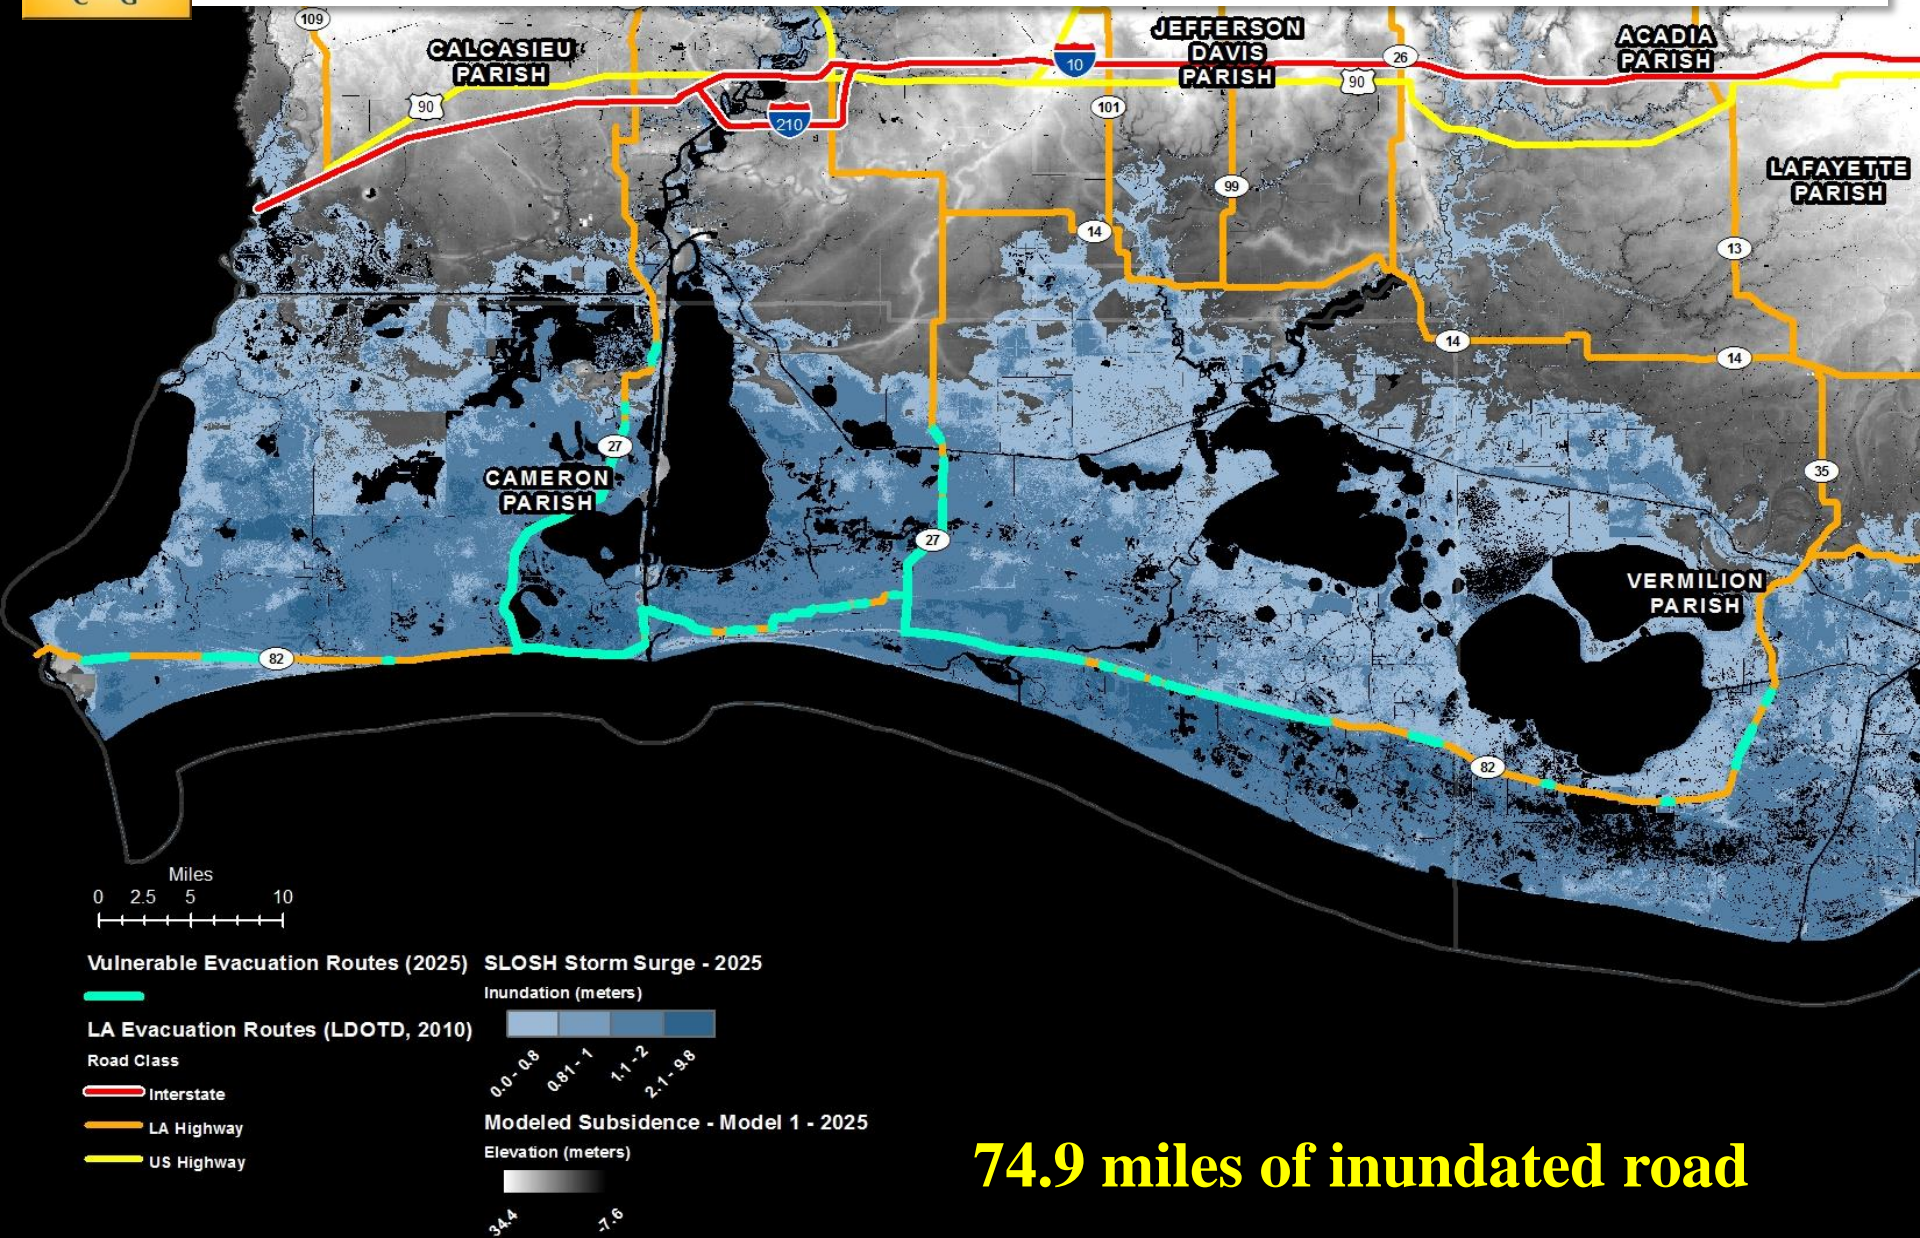 C G
109
CALCASIEU
PARISH
JEFFERSON
DAVIS
PARISH
ACADIA
PARISH
10
26
90
90
101
210
LAFAYETTE
PARISH
99
14
13
14
14
27
35
CAMERON
PARISH
27
VERMILION
PARISH
82
82
Miles
0 2.5 5 10
Vulnerable Evacuation Routes (2025)
LA Evacuation Routes (LDOTD, 2010)
Road Class
Interstate
LA Highway
US Highway
SLOSH Storm Surge - 2025
Inundation (meters)
0.0 - 0.8
0.81 - 1
1.1 - 2
2.1 - 9.8
Modeled Subsidence - Model 1 - 2025
Elevation (meters)
34.4
-7.6
74.9 miles of inundated road